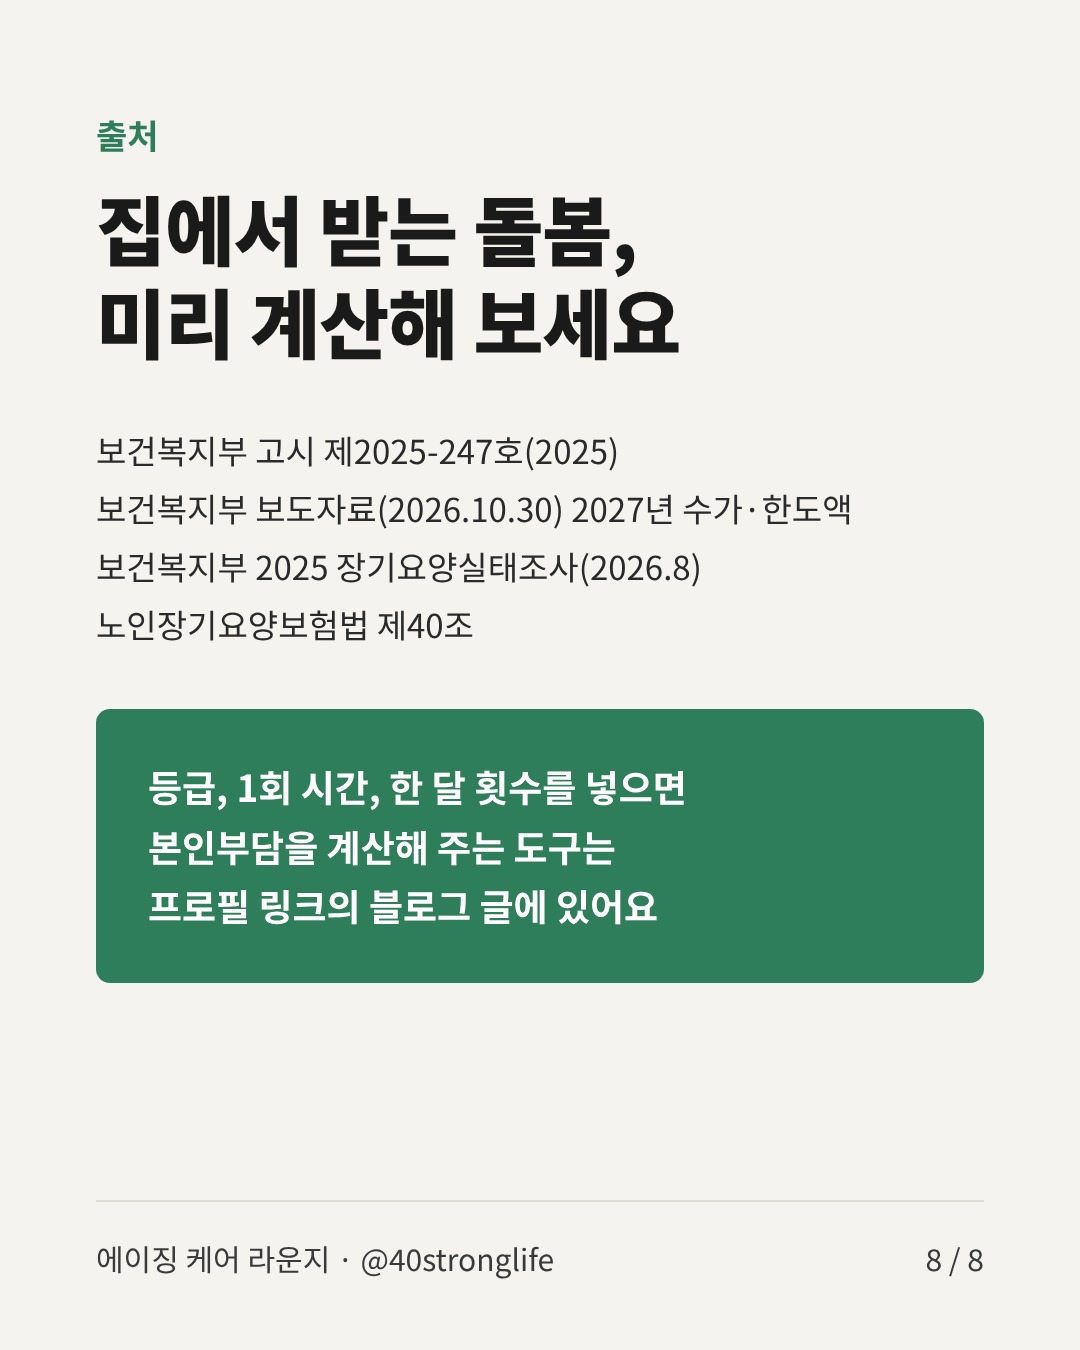 출처
집에서 받는 돌봄,
미리 계산해 보세요
보건복지부 고시 제2025-247호(2025)
보건복지부 보도자료(2026.10.30) 2027년 수가·한도액
보건복지부 2025 장기요양실태조사(2026.8)
노인장기요양보험법 제40조
등급, 1회 시간, 한 달 횟수를 넣으면
본인부담을 계산해 주는 도구는
프로필 링크의 블로그 글에 있어요
에이징 케어 라운지 · @40stronglife
8 / 8